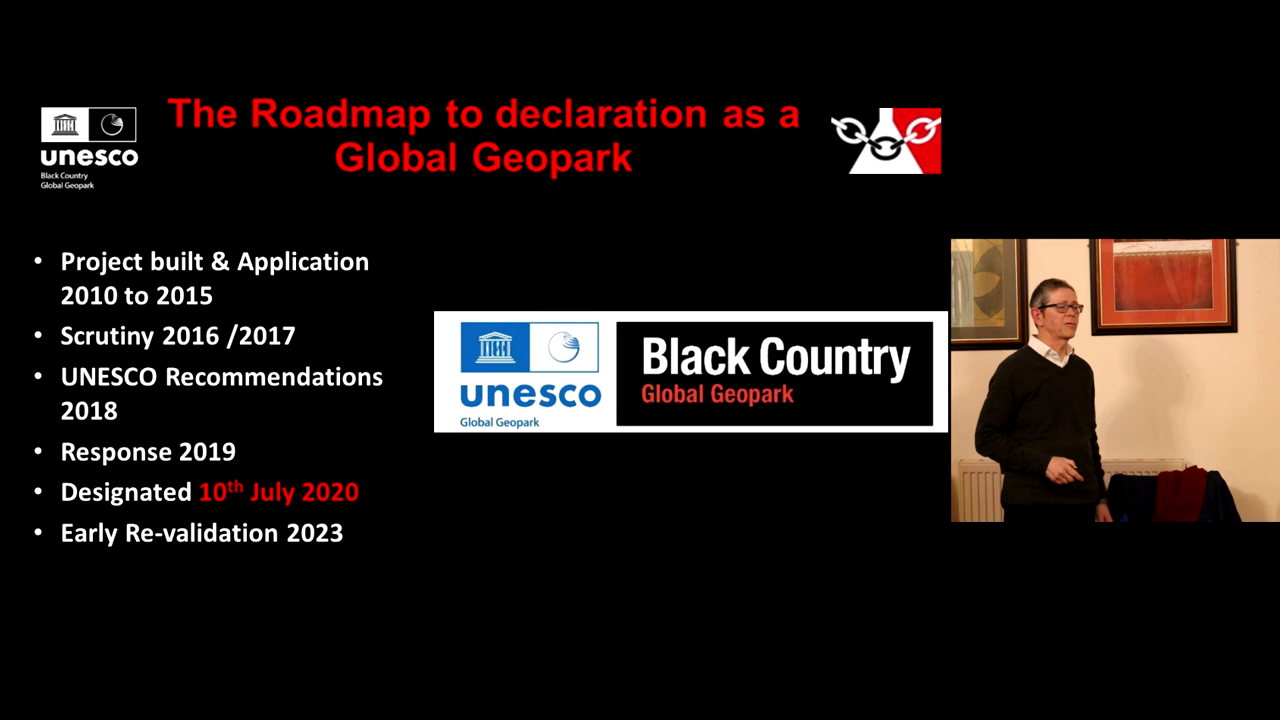 The Roadmap to declaration as a
Global Geopark
unesco
Black Country
Global Geopark
• Project built & Application
2010 to 2015
• Scrutiny 2016 /2017
• UNESCO Recommendations
2018
• Response 2019
• Designated 10th July 2020
• Early Re-validation 2023
unesco
Global Geopark
Black Country
Global Geopark